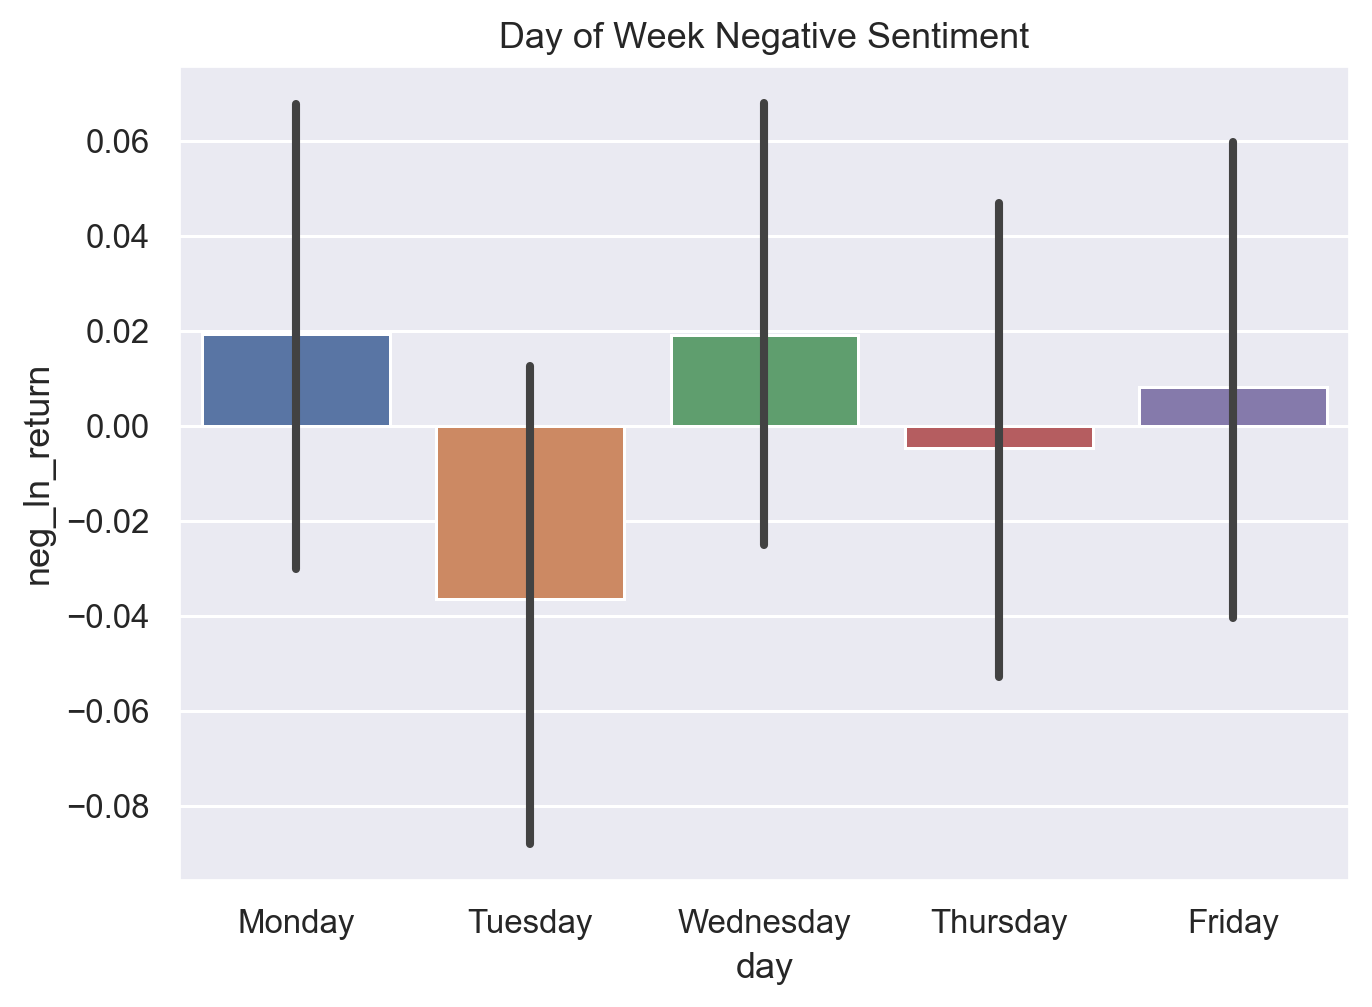 Day of Week Negative Sentiment
neg_ln_return
0.06
0.04
0.02
0.00
−0.02
−0.04
−0.06
−0.08
Monday Tuesday Wednesday Thursday Friday
day